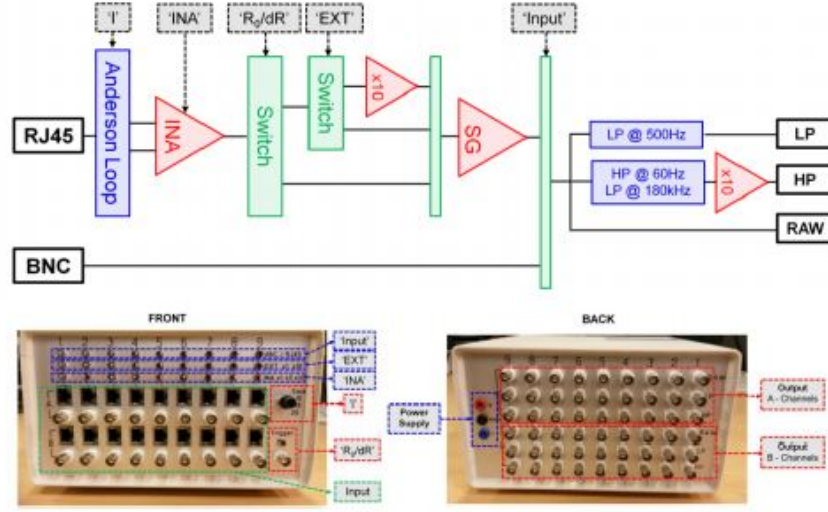 'I'
'INA'
'R₀/dR'
'EXT'
'Input'
RJ45
Anderson Loop
INA
Switch
Switch
x10
SG
LP @ 500Hz
LP
HP @ 60Hz
LP @ 180kHz
x10
HP
RAW
BNC
FRONT
BACK
'Input'
'EXT'
'INA'
'I'
'R₀/dR'
Input
Power
Supply
Output
A - Channels
Output
B - Channels